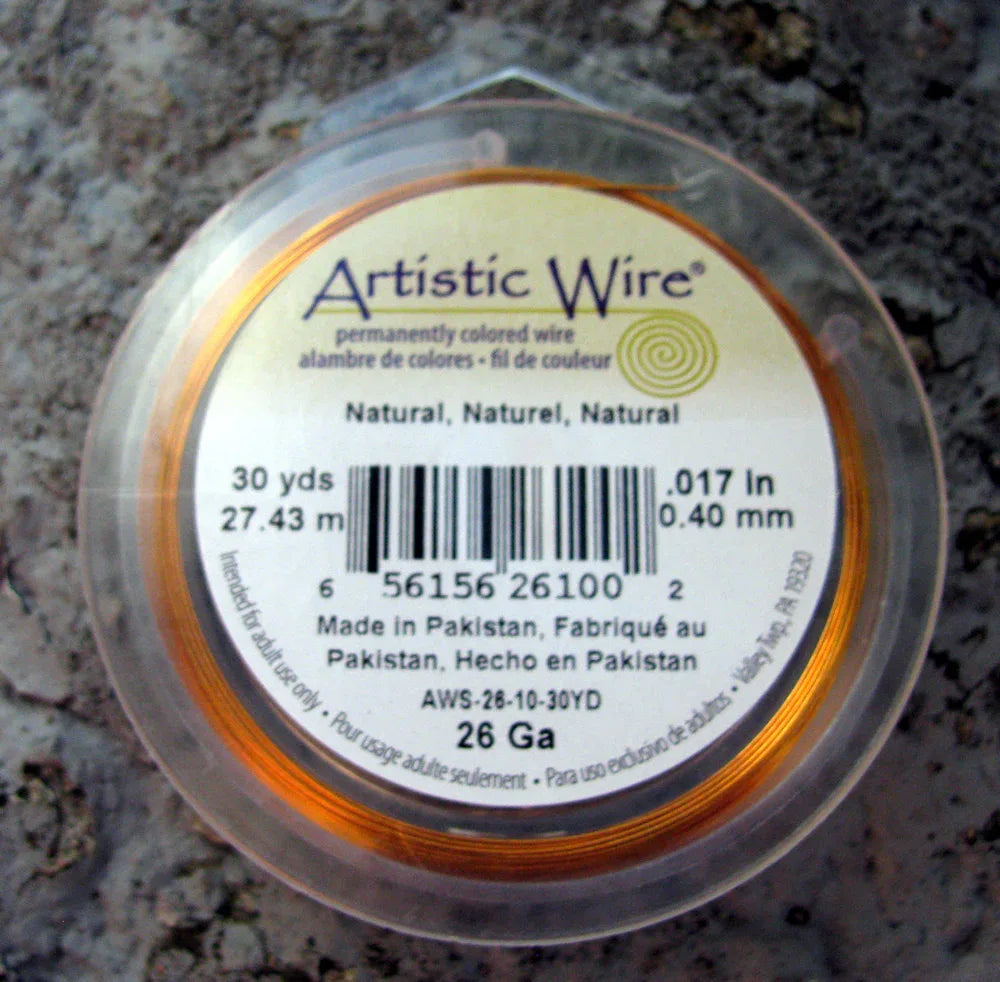 Artistic Wire®
permanently colored wire
alambre de colores • fil de couleur
Natural, Naturel, Natural
30 yds
27.43 m
.017 in
0.40 mm
6 56156 26100 2
Made in Pakistan, Fabriqué au
Pakistan, Hecho en Pakistan
AWS-26-10-30YD
26 Ga
Intended for adult use only • Pour usage adulte seulement • Para uso exclusivo de adultos • Valley Twp, PA 19320